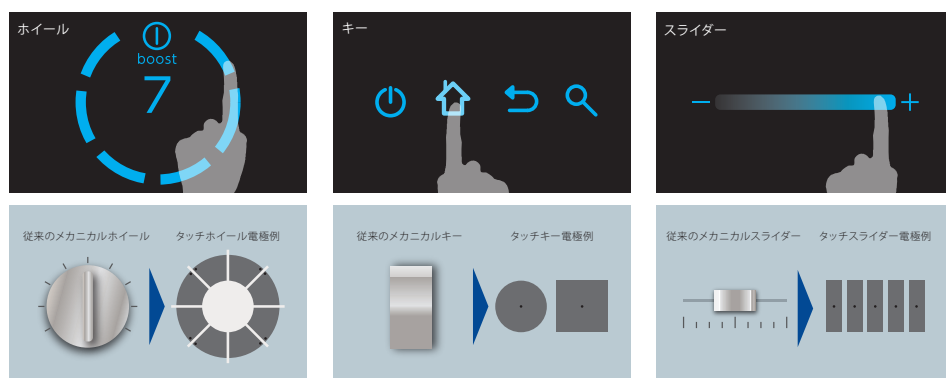 ホイール
boost
7
キー
スライダー
従来のメカニカルホイール
タッチホイール電極例
従来のメカニカルキー
タッチキー電極例
従来のメカニカルスライダー
タッチスライダー電極例